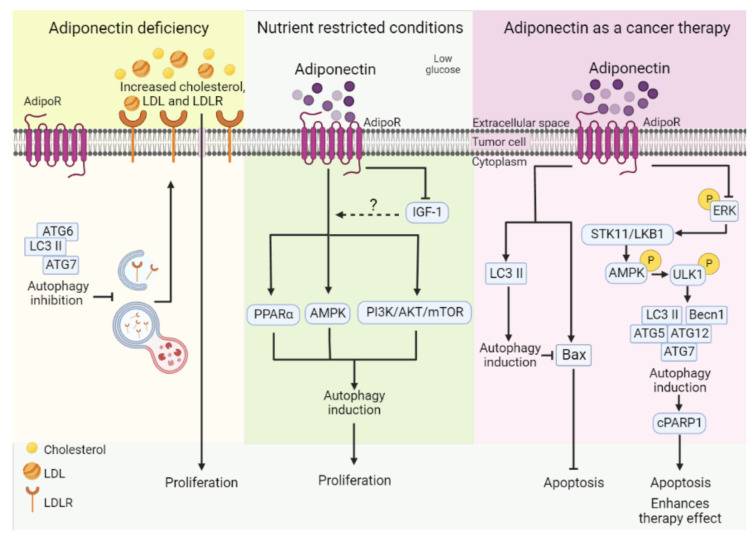 Adiponectin deficiency
Increased cholesterol,
LDL and LDLR
AdipoR
ATG6
LC3 II
ATG7
Autophagy
inhibition
Proliferation
Cholesterol
LDL
LDLR
Nutrient restricted conditions
Low
glucose
Adiponectin
AdipoR
?
IGF-1
PPARα
AMPK
PI3K/AKT/mTOR
Autophagy
induction
Proliferation
Adiponectin as a cancer therapy
Adiponectin
AdipoR
Extracellular space
Tumor cell
Cytoplasm
P
ERK
STK11/LKB1
P
AMPK
P
ULK1
LC3 II
LC3 II
Becn1
ATG5
ATG12
ATG7
Autophagy
induction
Bax
Autophagy
induction
cPARP1
Apoptosis
Apoptosis
Enhances
therapy effect